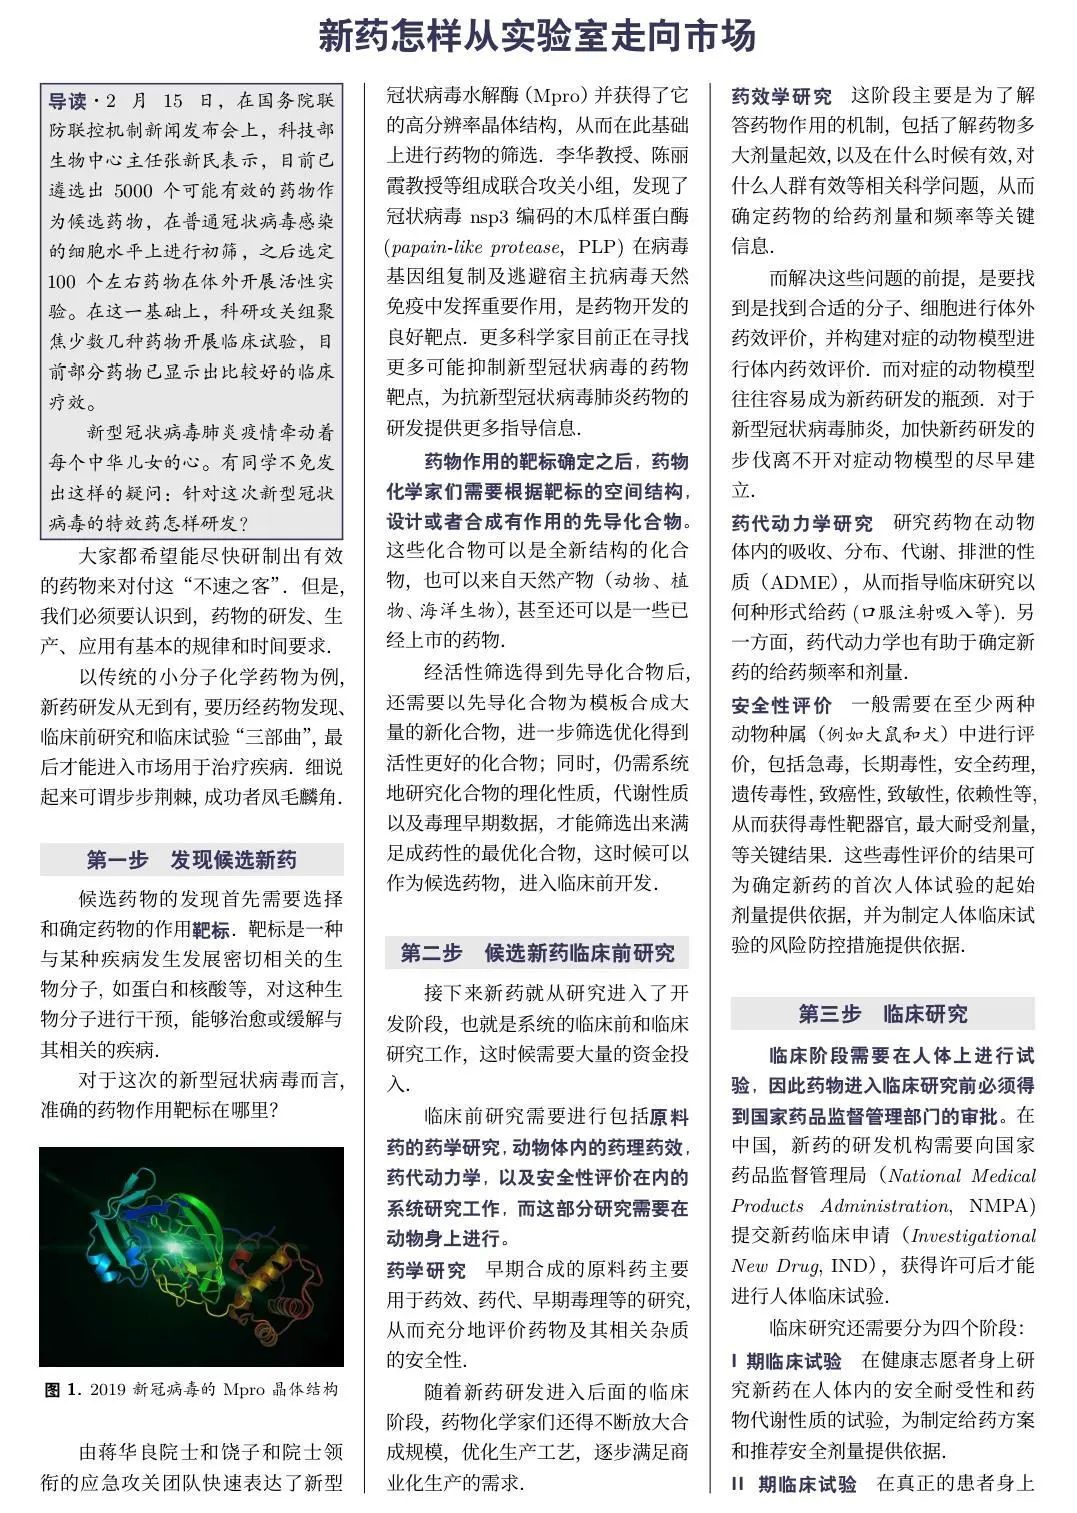 新药怎样从实验室走向市场
导读·2 月 15 日，在国务院联
防联控机制新闻发布会上，科技部
生物中心主任张新民表示，目前已
遴选出 5000 个可能有效的药物作
为候选药物，在普通冠状病毒感染
的细胞水平上进行初筛，之后选定
100 个左右药物在体外开展活性实
验。在这一基础上，科研攻关组聚
焦少数几种药物开展临床试验，目
前部分药物已显示出比较好的临床
疗效。
新型冠状病毒肺炎疫情牵动着
每个中华儿女的心。有同学不免发
出这样的疑问：针对这次新型冠状
病毒的特效药怎样研发？
大家都希望能尽快研制出有效
的药物来对付这“不速之客”．但是，
我们必须要认识到，药物的研发、生
产、应用有基本的规律和时间要求．
以传统的小分子化学药物为例，
新药研发从无到有，要历经药物发现、
临床前研究和临床试验“三部曲”，最
后才能进入市场用于治疗疾病．细说
起来可谓步步荆棘，成功者凤毛麟角．
第一步 发现候选新药
候选药物的发现首先需要选择
和确定药物的作用靶标．靶标是一种
与某种疾病发生发展密切相关的生
物分子，如蛋白和核酸等，对这种生
物分子进行干预，能够治愈或缓解与
其相关的疾病．
对于这次的新型冠状病毒而言，
准确的药物作用靶标在哪里？
图 1. 2019 新冠病毒的 Mpro 晶体结构
由蒋华良院士和饶子和院士领
衔的应急攻关团队快速表达了新型
冠状病毒水解酶（Mpro）并获得了它
的高分辨率晶体结构，从而在此基础
上进行药物的筛选．李华教授、陈丽
霞教授等组成联合攻关小组，发现了
冠状病毒 nsp3 编码的木瓜样蛋白酶
(papain-like protease，PLP) 在病毒
基因组复制及逃避宿主抗病毒天然
免疫中发挥重要作用，是药物开发的
良好靶点．更多科学家目前正在寻找
更多可能抑制新型冠状病毒的药物
靶点，为抗新型冠状病毒肺炎药物的
研发提供更多指导信息．
药物作用的靶标确定之后，药物
化学家们需要根据靶标的空间结构，
设计或者合成有作用的先导化合物。
这些化合物可以是全新结构的化合
物，也可以来自天然产物（动物、植
物、海洋生物），甚至还可以是一些已
经上市的药物．
经活性筛选得到先导化合物后，
还需要以先导化合物为模板合成大
量的新化合物，进一步筛选优化得到
活性更好的化合物；同时，仍需系统
地研究化合物的理化性质，代谢性质
以及毒理早期数据，才能筛选出来满
足成药性的最优化合物，这时候可以
作为候选药物，进入临床前开发．
第二步 候选新药临床前研究
接下来新药就从研究进入了开
发阶段，也就是系统的临床前和临床
研究工作，这时候需要大量的资金投
入．
临床前研究需要进行包括原料
药的药学研究，动物体内的药理药效，
药代动力学，以及安全性评价在内的
系统研究工作，而这部分研究需要在
动物身上进行。
药学研究 早期合成的原料药主要
用于药效、药代、早期毒理等的研究，
从而充分地评价药物及其相关杂质
的安全性．
随着新药研发进入后面的临床
阶段，药物化学家们还得不断放大合
成规模，优化生产工艺，逐步满足商
业化生产的需求．
药效学研究 这阶段主要是为了解
答药物作用的机制，包括了解药物多
大剂量起效，以及在什么时候有效，对
什么人群有效等相关科学问题，从而
确定药物的给药剂量和频率等关键
信息．
而解决这些问题的前提，是要找
到是找到合适的分子、细胞进行体外
药效评价，并构建对症的动物模型进
行体内药效评价．而对症的动物模型
往往容易成为新药研发的瓶颈．对于
新型冠状病毒肺炎，加快新药研发的
步伐离不开对症动物模型的尽早建
立．
药代动力学研究 研究药物在动物
体内的吸收、分布、代谢、排泄的性
质（ADME），从而指导临床研究以
何种形式给药 (口服注射吸入等)．另
一方面，药代动力学也有助于确定新
药的给药频率和剂量．
安全性评价 一般需要在至少两种
动物种属（例如大鼠和犬）中进行评
价，包括急毒，长期毒性，安全药理，
遗传毒性，致癌性，致敏性，依赖性等，
从而获得毒性靶器官，最大耐受剂量，
等关键结果．这些毒性评价的结果可
为确定新药的首次人体试验的起始
剂量提供依据，并为制定人体临床试
验的风险防控措施提供依据．
第三步 临床研究
临床阶段需要在人体上进行试
验，因此药物进入临床研究前必须得
到国家药品监督管理部门的审批。在
中国，新药的研发机构需要向国家
药品监督管理局（National Medical
Products Administration, NMPA)
提交新药临床申请（Investigational
New Drug, IND），获得许可后才能
进行人体临床试验．
临床研究还需要分为四个阶段：
I 期临床试验 在健康志愿者身上研
究新药在人体内的安全耐受性和药
物代谢性质的试验，为制定给药方案
和推荐安全剂量提供依据．
II 期临床试验 在真正的患者身上